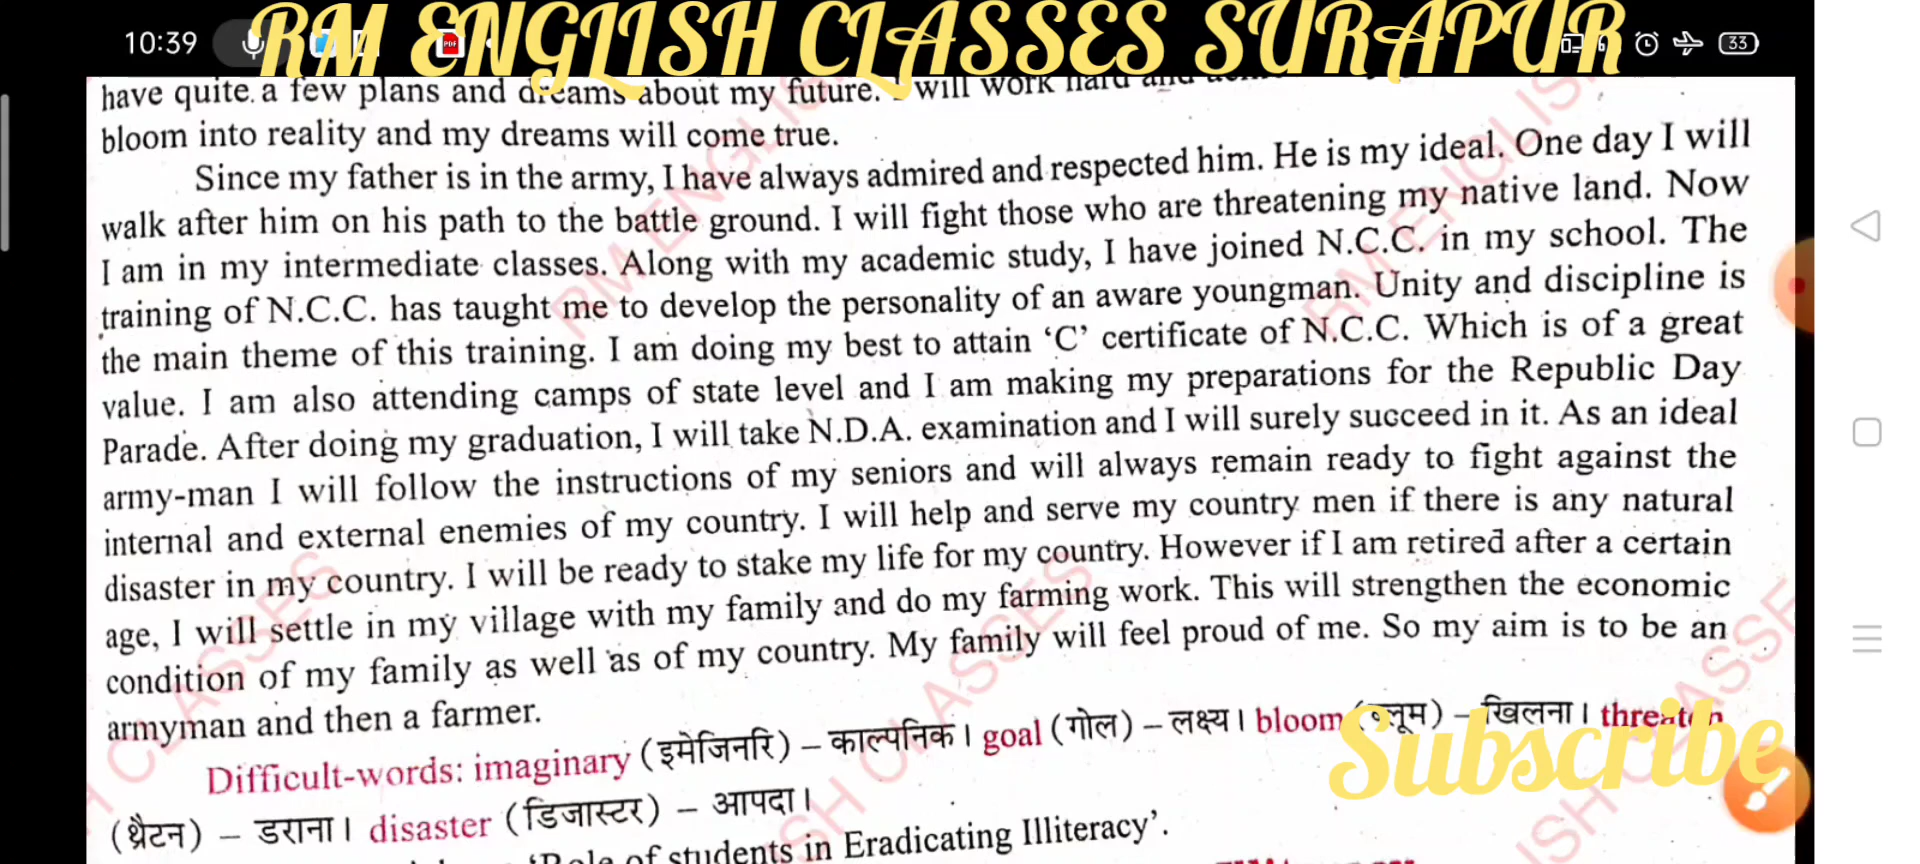 RM ENGLISH CLASSES SURAPUR
10:39
33
have quite a few plans and dreams about my future. I will work hard and
bloom into reality and my dreams will come true.
Since my father is in the army, I have always admired and respected him. He is my ideal. One day I will
walk after him on his path to the battle ground. I will fight those who are threatening my native land. Now
I am in my intermediate classes. Along with my academic study, I have joined N.C.C. in my school. The
training of N.C.C. has taught me to develop the personality of an aware youngman. Unity and discipline is
the main theme of this training. I am doing my best to attain ‘C’ certificate of N.C.C. Which is of a great
value. I am also attending camps of state level and I am making my preparations for the Republic Day
Parade. After doing my graduation, I will take N.D.A. examination and I will surely succeed in it. As an ideal
army-man I will follow the instructions of my seniors and will always remain ready to fight against the
internal and external enemies of my country. I will help and serve my country men if there is any natural
disaster in my country. I will be ready to stake my life for my country. However if I am retired after a certain
age, I will settle in my village with my family and do my farming work. This will strengthen the economic
condition of my family as well as of my country. My family will feel proud of me. So my aim is to be an
armyman and then a farmer.
Difficult-words: imaginary (इमेजिनरि) – काल्पनिक। goal (गोल) – लक्ष्य। bloom (ब्लूम) – खिलना। threaten
(थ्रैटन) – डराना। disaster (डिजास्टर) – आपदा।
‘Role of students in Eradicating Illiteracy’.
Subscribe